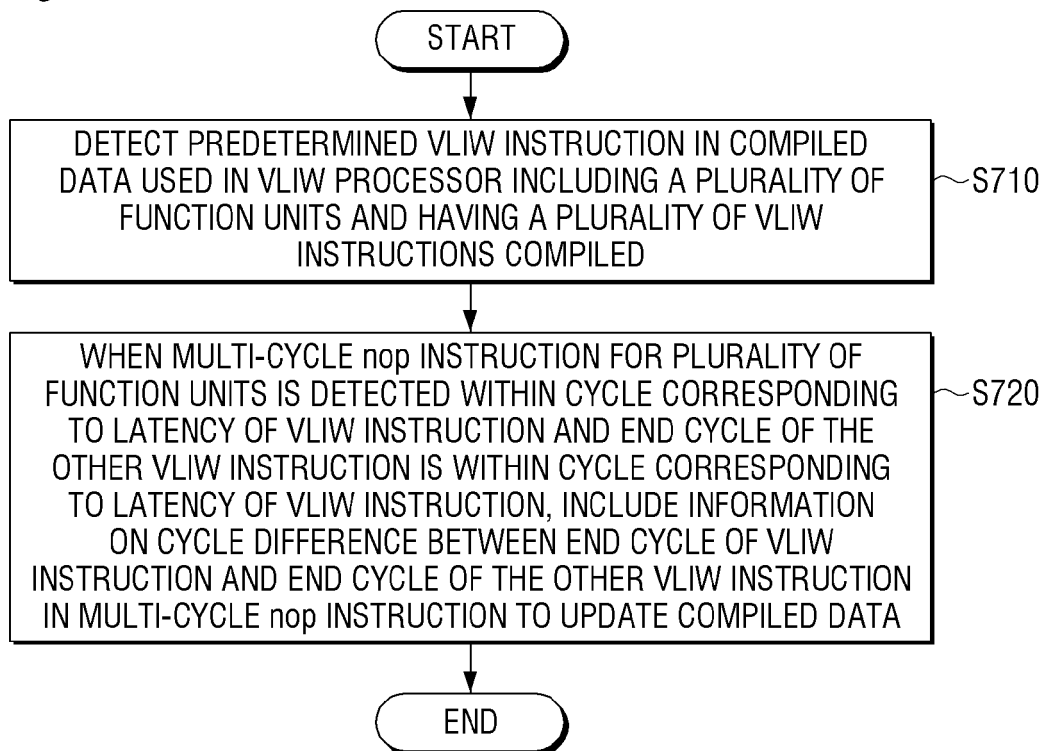 START
DETECT PREDETERMINED VLIW INSTRUCTION IN COMPILED
DATA USED IN VLIW PROCESSOR INCLUDING A PLURALITY OF
FUNCTION UNITS AND HAVING A PLURALITY OF VLIW
INSTRUCTIONS COMPILED
S710
WHEN MULTI-CYCLE nop INSTRUCTION FOR PLURALITY OF
FUNCTION UNITS IS DETECTED WITHIN CYCLE CORRESPONDING
TO LATENCY OF VLIW INSTRUCTION AND END CYCLE OF THE
OTHER VLIW INSTRUCTION IS WITHIN CYCLE CORRESPONDING
TO LATENCY OF VLIW INSTRUCTION, INCLUDE INFORMATION
ON CYCLE DIFFERENCE BETWEEN END CYCLE OF VLIW
INSTRUCTION AND END CYCLE OF THE OTHER VLIW INSTRUCTION
IN MULTI-CYCLE nop INSTRUCTION TO UPDATE COMPILED DATA
S720
END